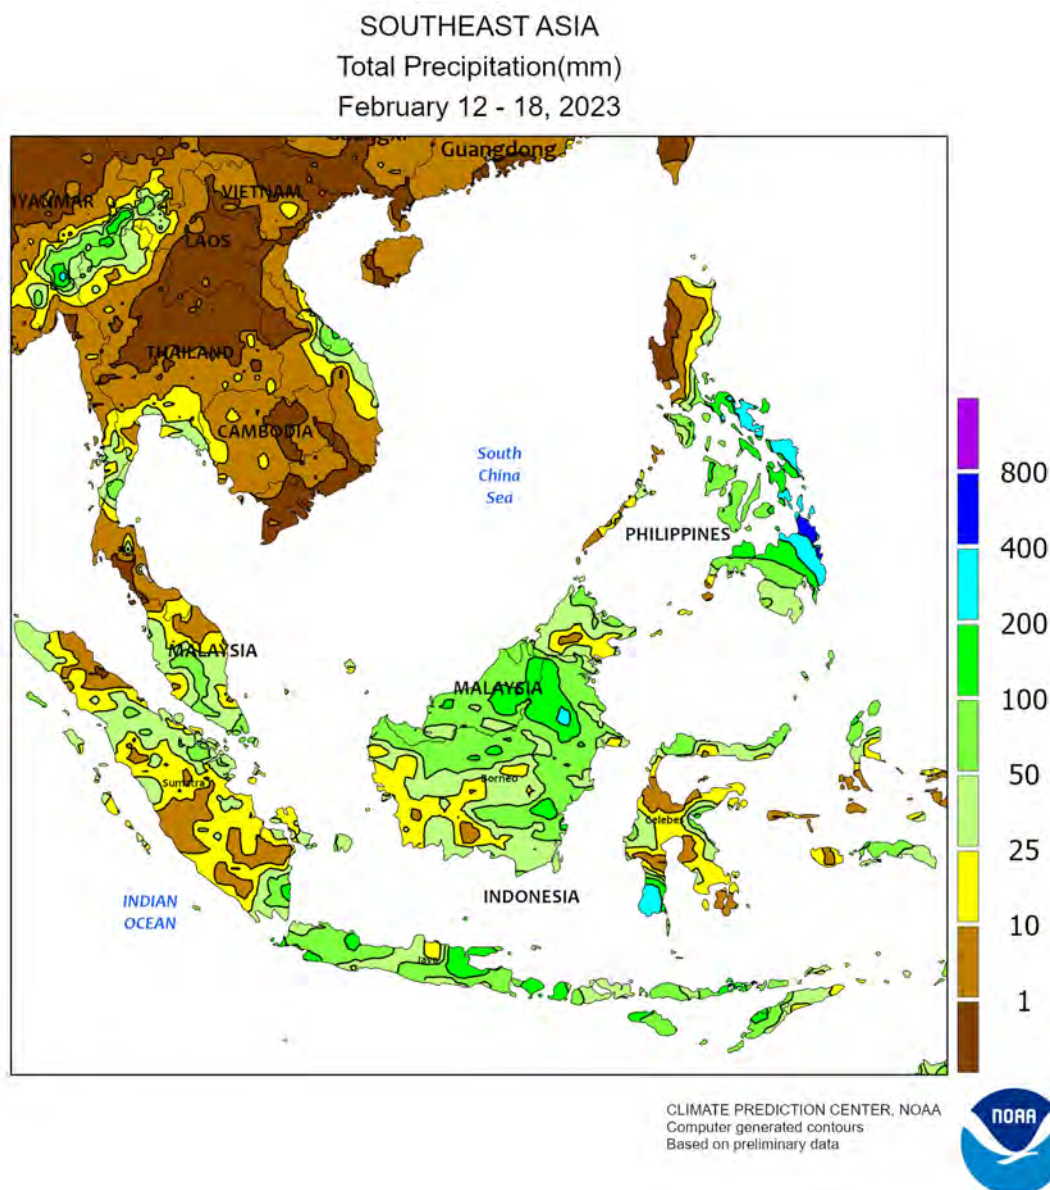 SOUTHEAST ASIA
Total Precipitation(mm)
February 12 - 18, 2023
Guangdong
VIETNAM
LAOS
THAILAND
CAMBODIA
South
China
Sea
PHILIPPINES
MALAYSIA
MALAYSIA
Borneo
Sumatra
Celebes
INDIAN
OCEAN
INDONESIA
800
400
200
100
50
25
10
1
CLIMATE PREDICTION CENTER, NOAA
Computer generated contours
Based on preliminary data
NOAA